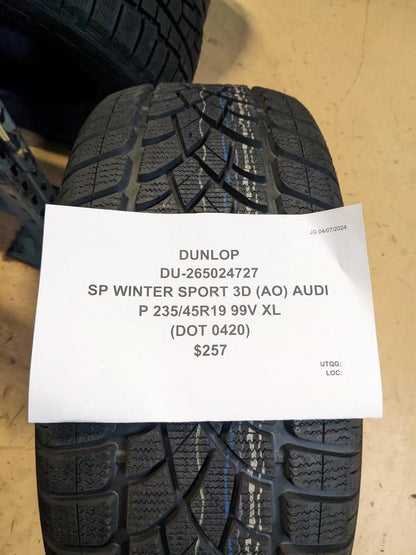 JG 04/07/2024
DUNLOP
DU-265024727
SP WINTER SPORT 3D (AO) AUDI
P 235/45R19 99V XL
(DOT 0420)
$257
UTQG:
LOC: